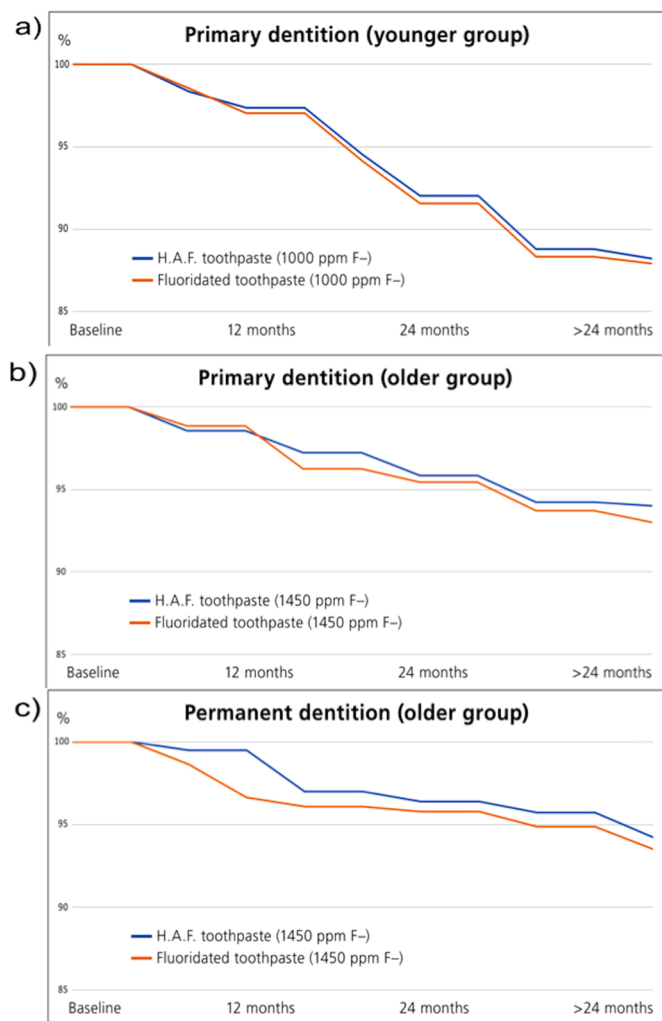 a)
Primary dentition (younger group)
%
100
95
90
H.A.F. toothpaste (1000 ppm F–)
Fluoridated toothpaste (1000 ppm F–)
85
Baseline 12 months 24 months >24 months
b)
Primary dentition (older group)
%
100
95
90
H.A.F. toothpaste (1450 ppm F–)
Fluoridated toothpaste (1450 ppm F–)
85
Baseline 12 months 24 months >24 months
c)
Permanent dentition (older group)
%
100
95
90
H.A.F. toothpaste (1450 ppm F–)
Fluoridated toothpaste (1450 ppm F–)
85
Baseline 12 months 24 months >24 months